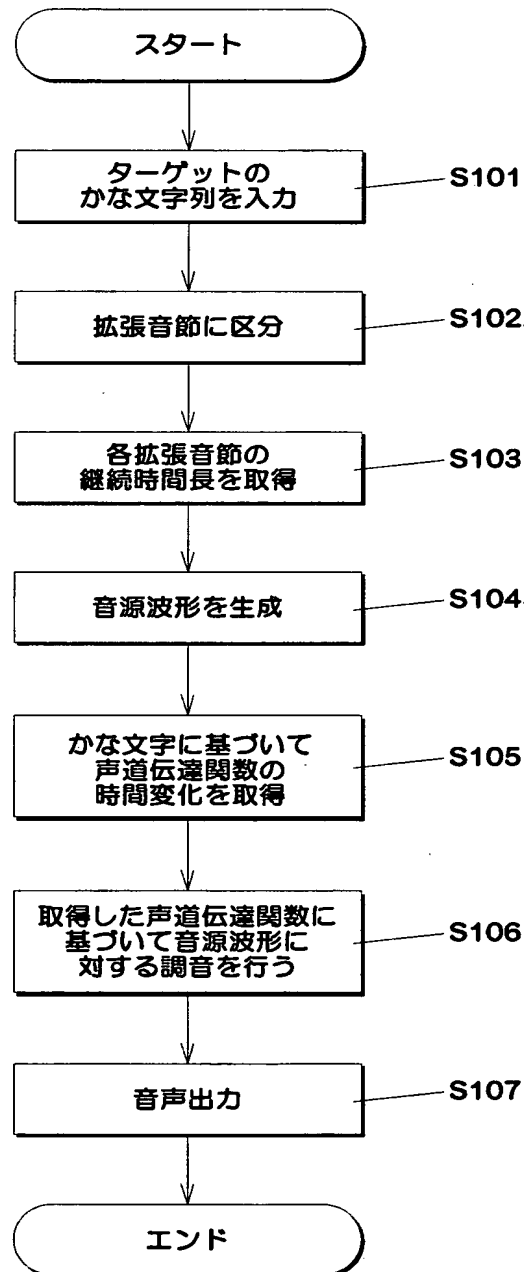 スタート
ターゲットの
かな文字列を入力
S101
拡張音節に区分
S102
各拡張音節の
継続時間長を取得
S103
音源波形を生成
S104
かな文字に基づいて
声道伝達関数の
時間変化を取得
S105
取得した声道伝達関数に
基づいて音源波形に
対する調音を行う
S106
音声出力
S107
エンド